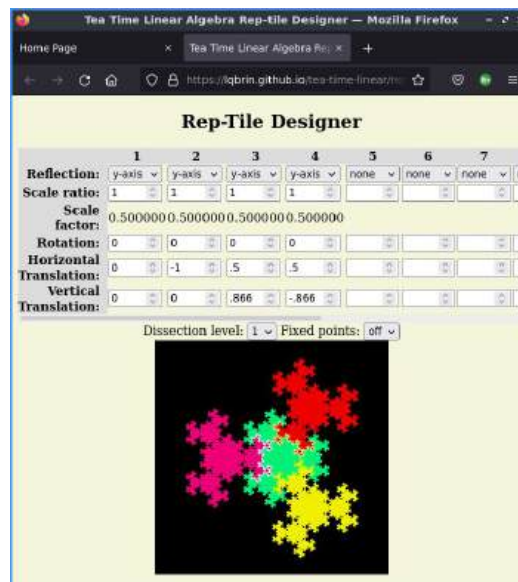 Tea Time Linear Algebra Rep-tile Designer — Mozilla Firefox
Home Page × Tea Time Linear Algebra Re × +
https://lqbrin.github.io/tea-time-linear/
Rep-Tile Designer
1 2 3 4 5 6 7
Reflection: y-axis y-axis y-axis y-axis none none none
Scale ratio: 1 1 1 1
Scale factor: 0.500000 0.500000 0.500000 0.500000
Rotation: 0 0 0 0
Horizontal Translation: 0 -1 .5 .5
Vertical Translation: 0 0 .866 -.866
Dissection level: 1 Fixed points: off